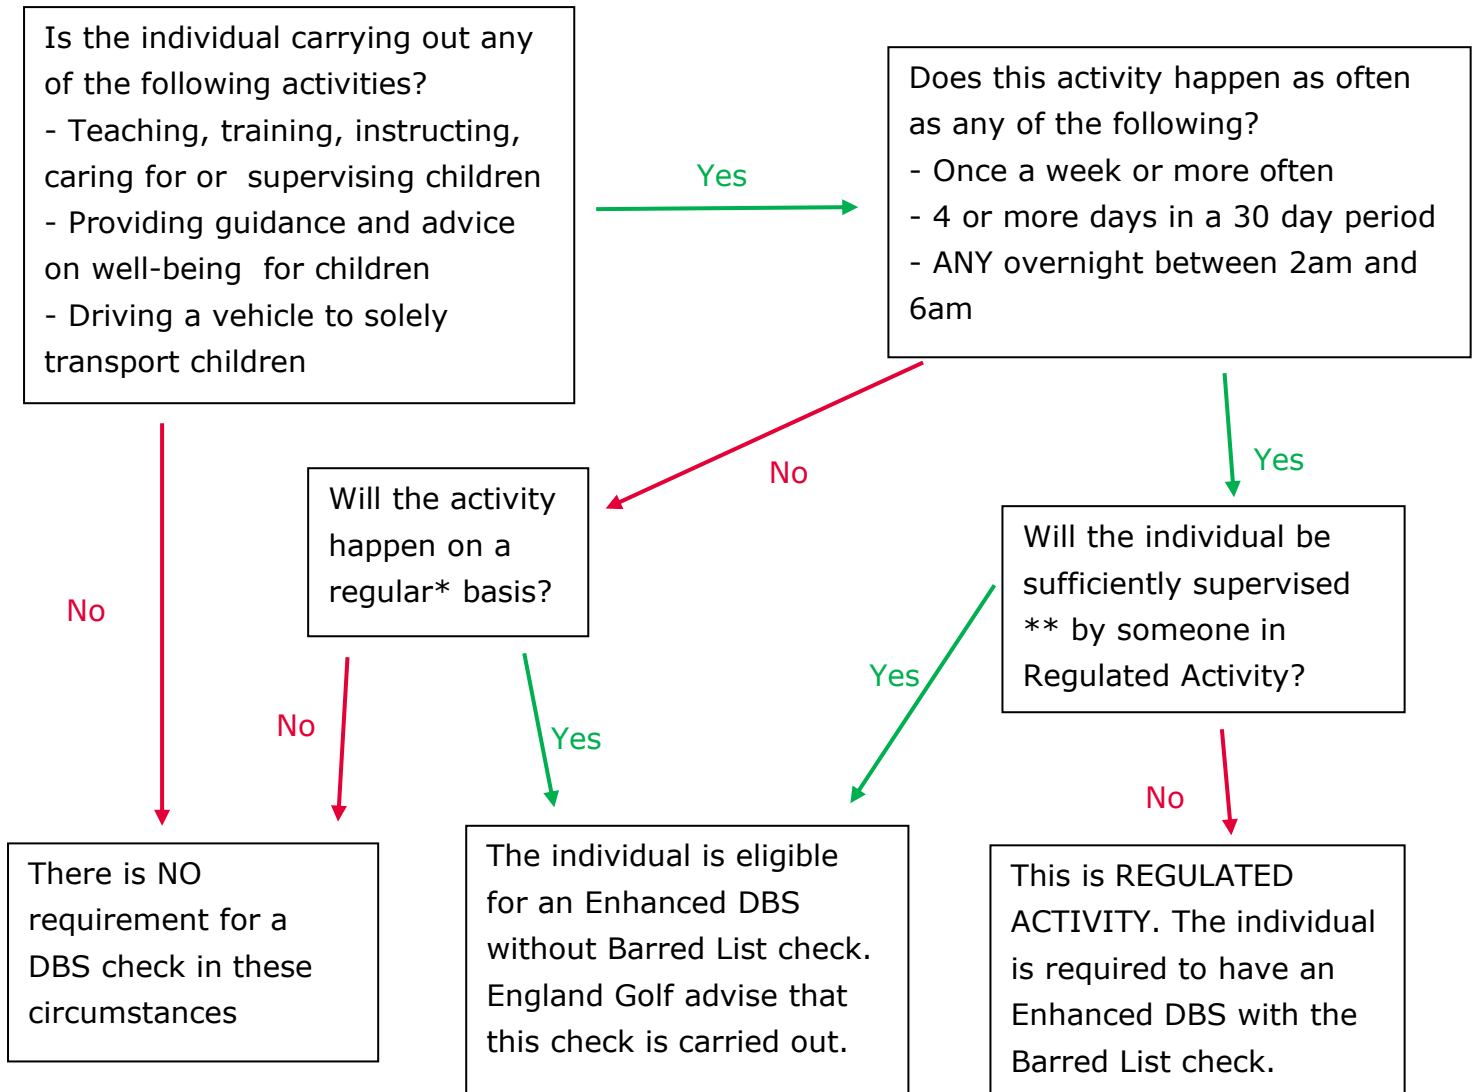 Is the individual carrying out any
of the following activities?
- Teaching, training, instructing,
caring for or  supervising children
- Providing guidance and advice
on well-being  for children
- Driving a vehicle to solely
transport children
Yes
Does this activity happen as often
as any of the following?
- Once a week or more often
- 4 or more days in a 30 day period
- ANY overnight between 2am and
6am
No
No
Yes
Will the activity
happen on a
regular* basis?
Will the individual be
sufficiently supervised
** by someone in
Regulated Activity?
No
Yes
Yes
No
There is NO
requirement for a
DBS check in these
circumstances
The individual is eligible
for an Enhanced DBS
without Barred List check.
England Golf advise that
this check is carried out.
This is REGULATED
ACTIVITY. The individual
is required to have an
Enhanced DBS with the
Barred List check.